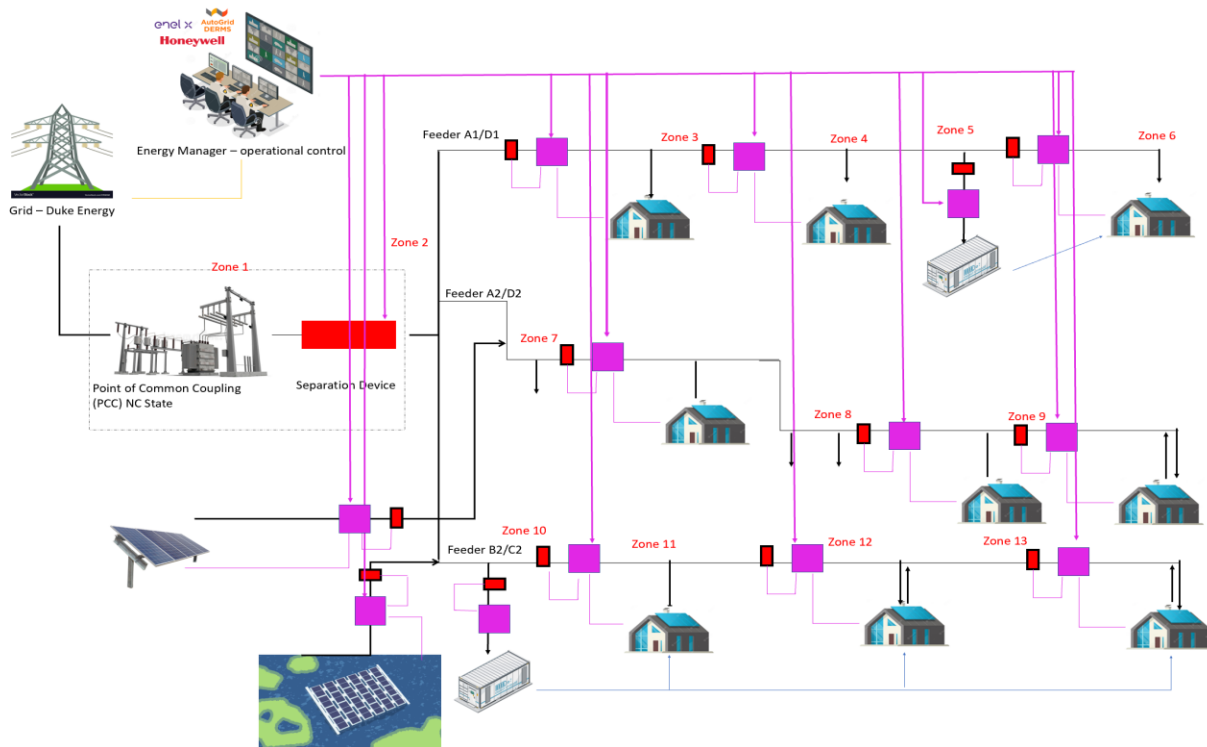 enel x
AutoGrid
DERMS
Honeywell
Energy Manager – operational control
Grid – Duke Energy
Feeder A1/D1
Zone 3
Zone 4
Zone 5
Zone 6
Zone 2
Zone 1
Feeder A2/D2
Zone 7
Point of Common Coupling
(PCC) NC State
Separation Device
Zone 8
Zone 9
Zone 10
Feeder B2/C2
Zone 11
Zone 12
Zone 13